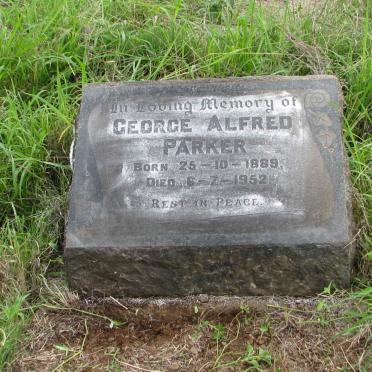 In Loving Memory of
GEORGE ALFRED
PARKER
BORN 25-10-1889.
DIED 6-7-1952.
REST IN PEACE.